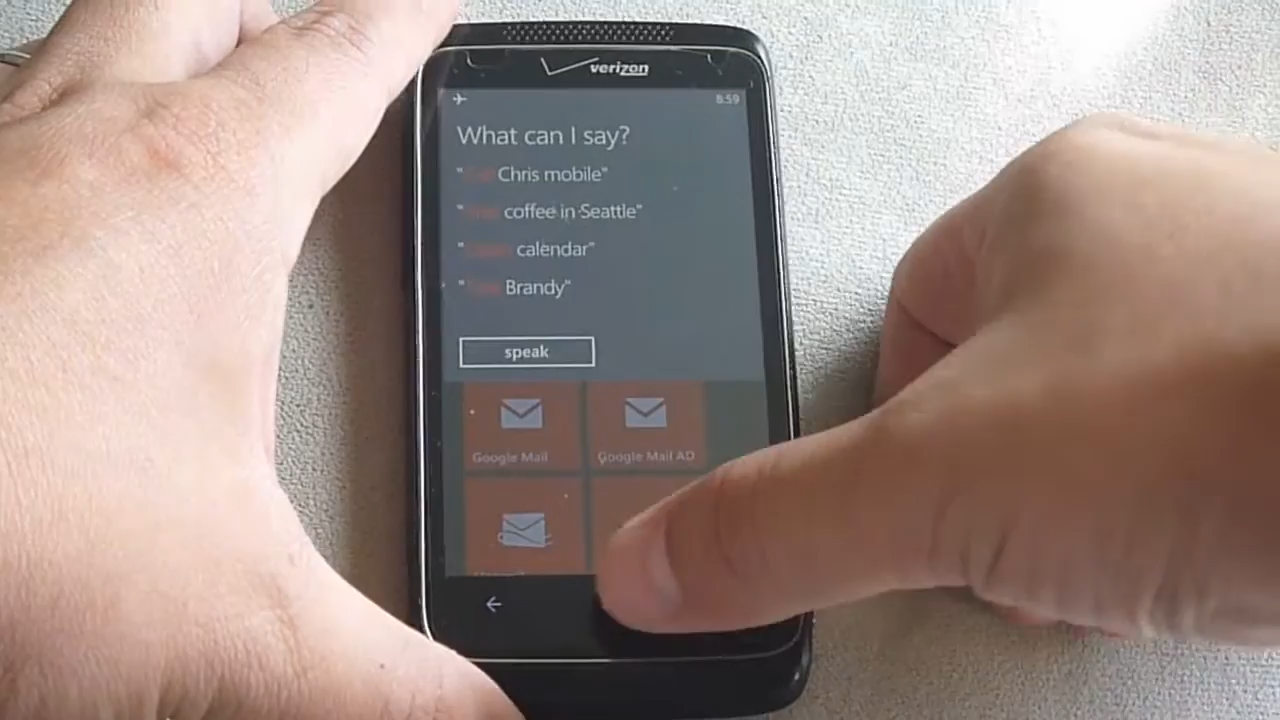 verizon
8:59
What can I say?
" Chris mobile"
" coffee in Seattle"
" calendar"
" Brandy"
speak
Google Mail
Google Mail AD